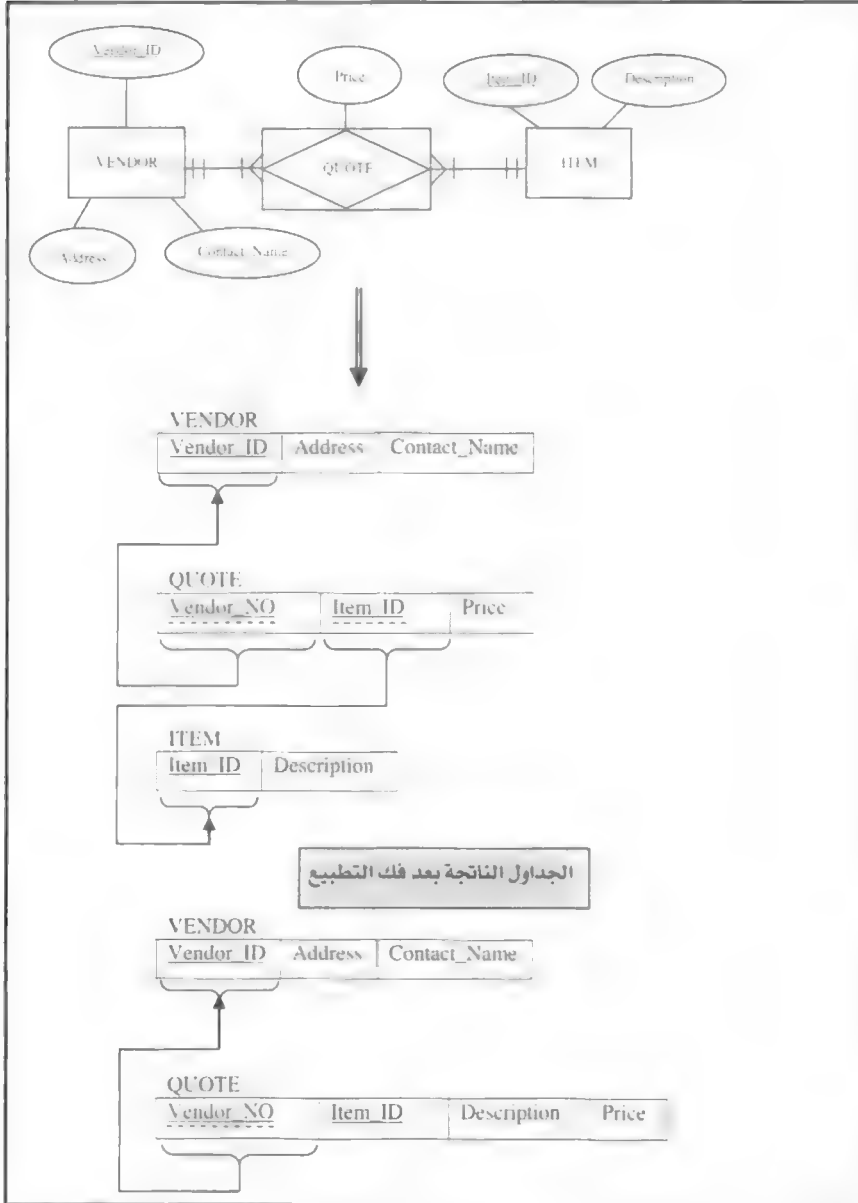 Vendor_ID
Price
Item_ID
Description
VENDOR
QUOTE
ITEM
Address
Contact_Name
VENDOR
Vendor_ID Address Contact_Name
QUOTE
Vendor_NO Item_ID Price
ITEM
Item_ID Description
الجداول الناتجة بعد فك التطبيع
VENDOR
Vendor_ID Address Contact_Name
QUOTE
Vendor_NO Item_ID Description Price